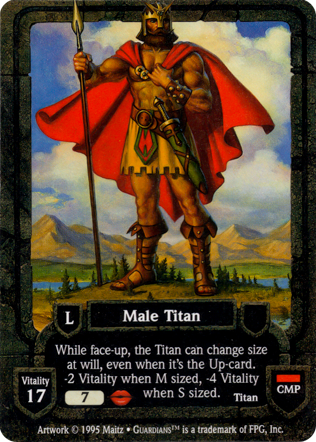 L
Male Titan
While face-up, the Titan can change size
at will, even when it's the Up-card.
-2 Vitality when M sized, -4 Vitality
when S sized.
Titan
Vitality
17
7
CMP
Artwork © 1995 Maitz • GUARDIANS™ is a trademark of FPG, Inc.